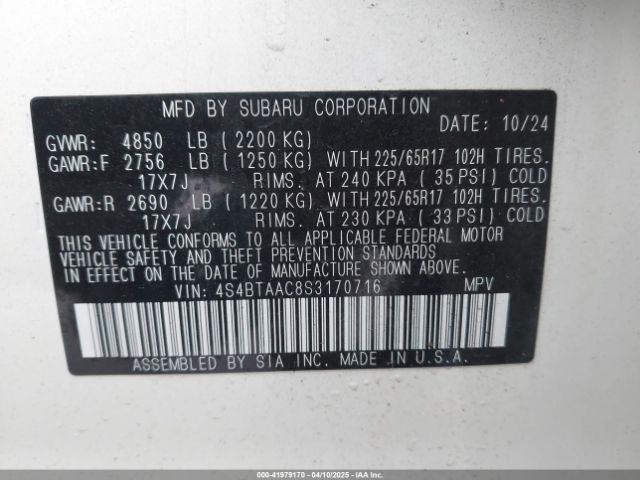 MFD BY SUBARU CORPORATION
DATE: 10/24
GVWR: 4850 LB ( 2200 KG)
GAWR:F 2756 LB ( 1250 KG) WITH 225/65R17 102H TIRES.
17X7J RIMS. AT 240 KPA ( 35 PSI) COLD
GAWR:R 2690 LB ( 1220 KG) WITH 225/65R17 102H TIRES.
17X7J RIMS. AT 230 KPA ( 33 PSI) COLD
THIS VEHICLE CONFORMS TO ALL APPLICABLE FEDERAL MOTOR
VEHICLE SAFETY AND THEFT PREVENTION STANDARDS
IN EFFECT ON THE DATE OF MANUFACTURE SHOWN ABOVE.
VIN: 4S4BTAAC8S3170716 MPV
ASSEMBLED BY SIA INC. MADE IN U.S.A.
000-41979170 - 04/10/2025 - IAAI.COM